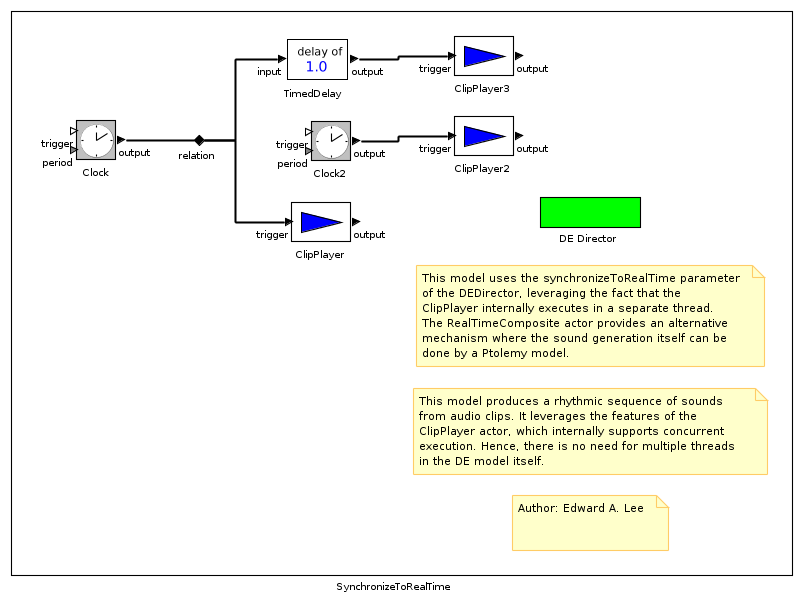 delay of
1.0
input
output
TimedDelay
trigger
output
ClipPlayer3
trigger
period
output
Clock
relation
trigger
period
output
Clock2
trigger
output
ClipPlayer2
trigger
output
ClipPlayer
DE Director
This model uses the synchronizeToRealTime parameter
of the DEDirector, leveraging the fact that the
ClipPlayer internally executes in a separate thread.
The RealTimeComposite actor provides an alternative
mechanism where the sound generation itself can be
done by a Ptolemy model.
This model produces a rhythmic sequence of sounds
from audio clips. It leverages the features of the
ClipPlayer actor, which internally supports concurrent
execution. Hence, there is no need for multiple threads
in the DE model itself.
Author: Edward A. Lee
SynchronizeToRealTime